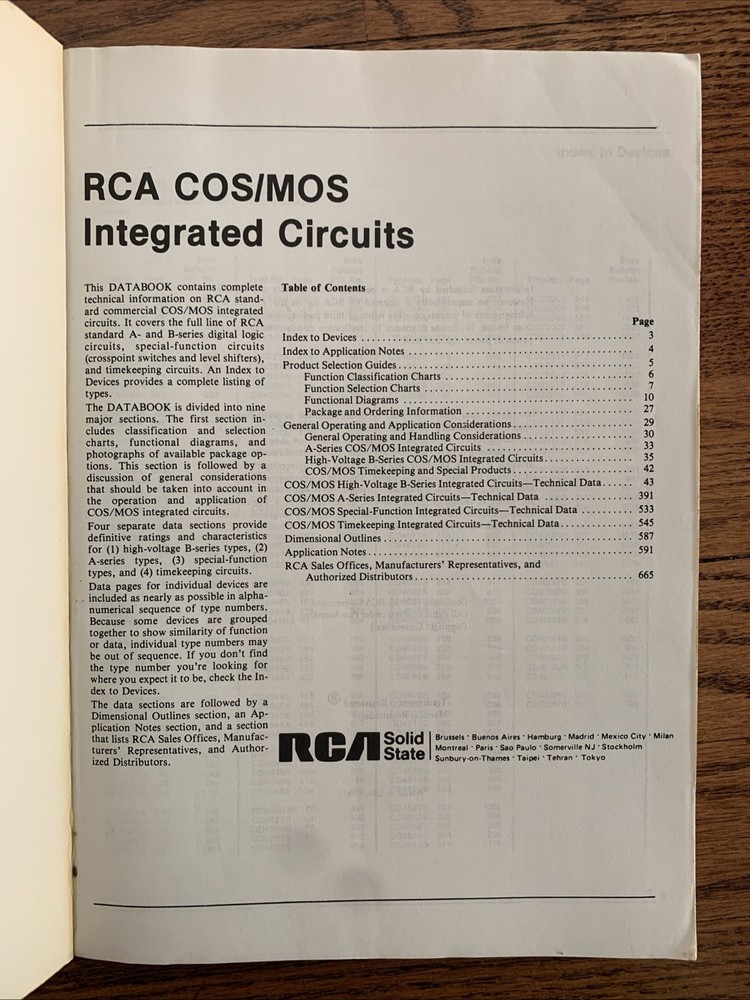 RCA COS/MOS
Integrated Circuits
This DATABOOK contains complete
technical information on RCA stand-
ard commercial COS/MOS integrated
circuits. It covers the full line of RCA
standard A- and B-series digital logic
circuits, special-function circuits
(crosspoint switches and level shifters),
and timekeeping circuits. An Index to
Devices provides a complete listing of
types.
The DATABOOK is divided into nine
major sections. The first section in-
cludes classification and selection
charts, functional diagrams, and
photographs of available package op-
tions. This section is followed by a
discussion of general considerations
that should be taken into account in
the operation and application of
COS/MOS integrated circuits.
Four separate data sections provide
definitive ratings and characteristics
for (1) high-voltage B-series types, (2)
A-series types, (3) special-function
types, and (4) timekeeping circuits.
Data pages for individual devices are
included as nearly as possible in alpha-
numerical sequence of type numbers.
Because some devices are grouped
together to show similarity of function
or data, individual type numbers may
be out of sequence. If you don't find
the type number you're looking for
where you expect it to be, check the In-
dex to Devices.
The data sections are followed by a
Dimensional Outlines section, an Ap-
plication Notes section, and a section
that lists RCA Sales Offices, Manufac-
turers' Representatives, and Author-
ized Distributors.
Table of Contents
Page
Index to Devices ........ 3
Index to Application Notes ........ 4
Product Selection Guides ........ 5
Function Classification Charts ........ 6
Function Selection Charts ........ 7
Functional Diagrams ........ 10
Package and Ordering Information ........ 27
General Operating and Application Considerations ........ 29
General Operating and Handling Considerations ........ 30
A-Series COS/MOS Integrated Circuits ........ 33
High-Voltage B-Series COS/MOS Integrated Circuits ........ 35
COS/MOS Timekeeping and Special Products ........ 42
COS/MOS High-Voltage B-Series Integrated Circuits—Technical Data ...... 43
COS/MOS A-Series Integrated Circuits—Technical Data ........ 391
COS/MOS Special-Function Integrated Circuits—Technical Data ........ 533
COS/MOS Timekeeping Integrated Circuits—Technical Data ........ 545
Dimensional Outlines ........ 587
Application Notes ........ 591
RCA Sales Offices, Manufacturers' Representatives, and
Authorized Distributors ........ 665
RCA Solid State
Brussels · Buenos Aires · Hamburg · Madrid · Mexico City · Milan
Montreal · Paris · Sao Paulo · Somerville NJ · Stockholm
Sunbury-on-Thames · Taipei · Tehran · Tokyo